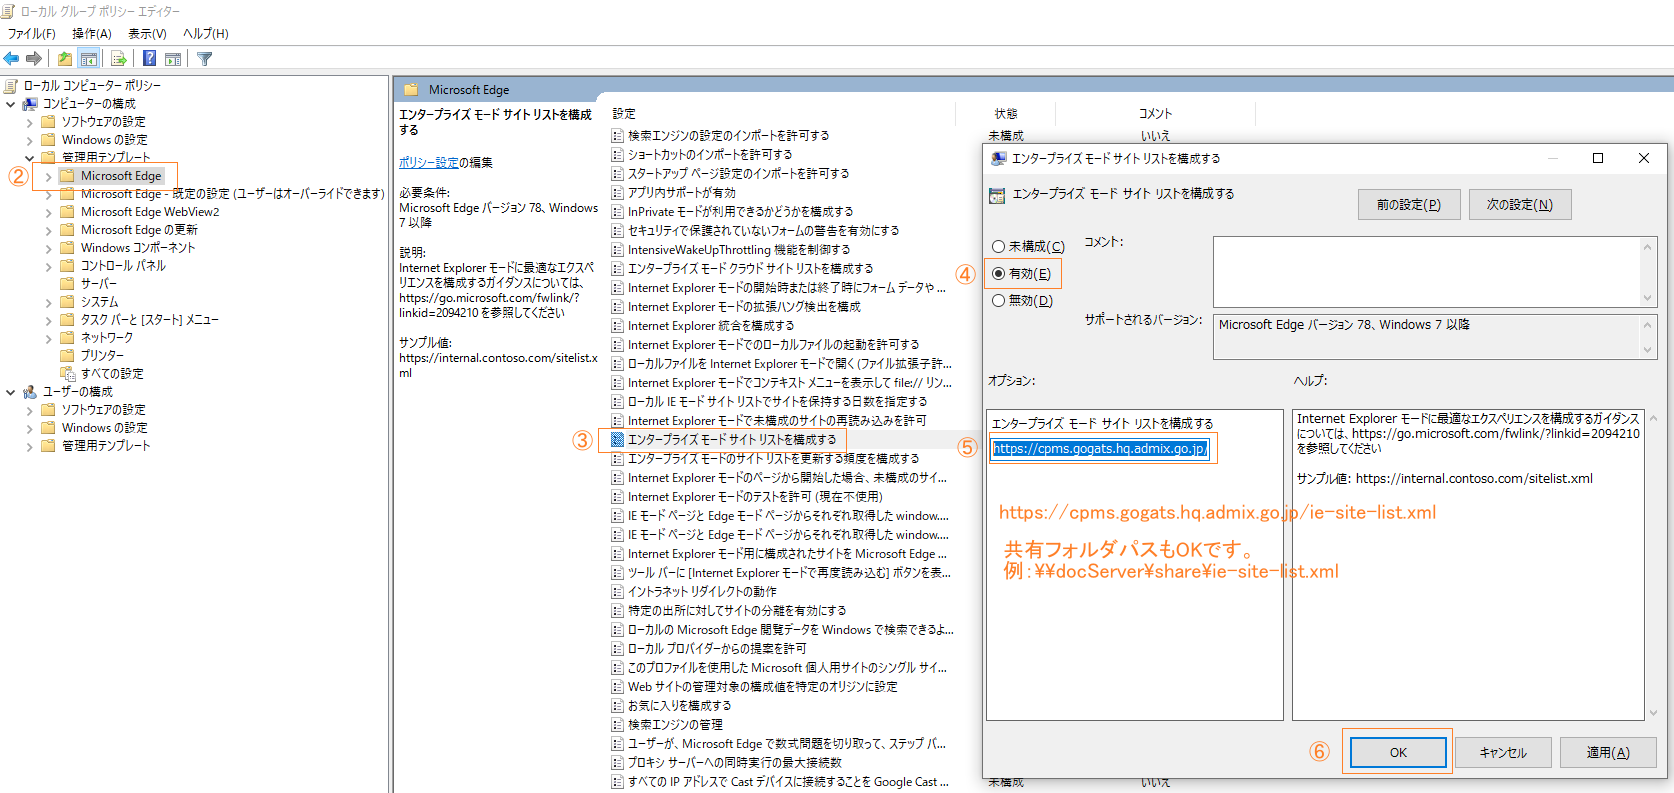 ローカル グループ ポリシー エディター
ファイル(F) 操作(A) 表示(V) ヘルプ(H)
ローカル コンピューター ポリシー
コンピューターの構成
ソフトウェアの設定
Windows の設定
管理用テンプレート
② Microsoft Edge
Microsoft Edge - 既定の設定 (ユーザーはオーバーライドできます)
Microsoft Edge WebView2
Microsoft Edge の更新
Windows コンポーネント
コントロール パネル
サーバー
システム
タスク バーと [スタート] メニュー
ネットワーク
プリンター
すべての設定
ユーザーの構成
ソフトウェアの設定
Windows の設定
管理用テンプレート
Microsoft Edge
エンタープライズ モード サイト リストを構成
する
ポリシー設定の編集
必要条件:
Microsoft Edge バージョン 78、Windows
7 以降
説明:
Internet Explorer モードに最適なエクスペ
リエンスを構成するガイダンスについては、
https://go.microsoft.com/fwlink/?
linkid=2094210 を参照してください
サンプル値:
https://internal.contoso.com/sitelist.x
ml
設定 状態 コメント
検索エンジンの設定のインポートを許可する 未構成 いいえ
ショートカットのインポートを許可する
スタートアップ ページ設定のインポートを許可する
アプリ内サポートが有効
InPrivate モードが利用できるかどうかを構成する
セキュリティで保護されていないフォームの警告を有効にする
IntensiveWakeUpThrottling 機能を制御する
エンタープライズ モード クラウド サイト リストを構成する
Internet Explorer モードの開始時または終了時にフォーム データや ...
Internet Explorer モードの拡張ハング検出を構成
Internet Explorer 統合を構成する
Internet Explorer モードでのローカルファイルの起動を許可する
ローカルファイルを Internet Explorer モードで開く(ファイル拡張子許...
Internet Explorer モードでコンテキスト メニューを表示して file:// リン...
ローカル IE モード サイト リストでサイトを保持する日数を指定する
Internet Explorer モードで未構成のサイトの再読み込みを許可
③ エンタープライズ モード サイト リストを構成する
エンタープライズ モードのサイト リストを更新する頻度を構成する
Internet Explorer モードのページから開始した場合、未構成のサイ...
Internet Explorer モードのテストを許可 (現在不使用)
IE モード ページと Edge モード ページからそれぞれ取得した window....
IE モード ページと Edge モード ページからそれぞれ取得した window....
Internet Explorer モード用に構成されたサイトを Microsoft Edge ...
ツール バーに [Internet Explorer モードで再度読み込む] ボタンを表...
イントラネット リダイレクトの動作
特定の出所に対してサイトの分離を有効にする
ローカルの Microsoft Edge 閲覧データを Windows で検索できるよ...
ローカル プロバイダーからの提案を許可
このプロファイルを使用した Microsoft 個人用サイトのシングル サイ...
Web サイトの管理対象の構成値を特定のオリジンに設定
お気に入りを構成する
検索エンジンの管理
ユーザーが、Microsoft Edge で数式問題を切り取って、ステップ バ...
プロキシ サーバーへの同時実行の最大接続数
すべての IP アドレスで Cast デバイスに接続することを Google Cast ... 未構成 いいえ
エンタープライズ モード サイト リストを構成する
エンタープライズ モード サイト リストを構成する
前の設定(P) 次の設定(N)
未構成(C) コメント:
④ 有効(E)
無効(D)
サポートされるバージョン: Microsoft Edge バージョン 78、Windows 7 以降
オプション: ヘルプ:
エンタープライズ モード サイト リストを構成する
⑤ https://cpms.gogats.hq.admix.go.jp/
https://cpms.gogats.hq.admix.go.jp/ie-site-list.xml
共有フォルダパスもOKです。
例：¥¥docServer¥share¥ie-site-list.xml
Internet Explorer モードに最適なエクスペリエンスを構成するガイダンス
については、https://go.microsoft.com/fwlink/?linkid=2094210
を参照してください
サンプル値: https://internal.contoso.com/sitelist.xml
⑥ OK キャンセル 適用(A)